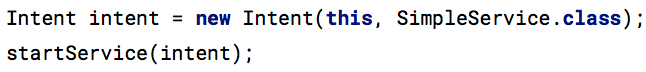 Intent intent = new Intent(this, SimpleService.class);
startService(intent);